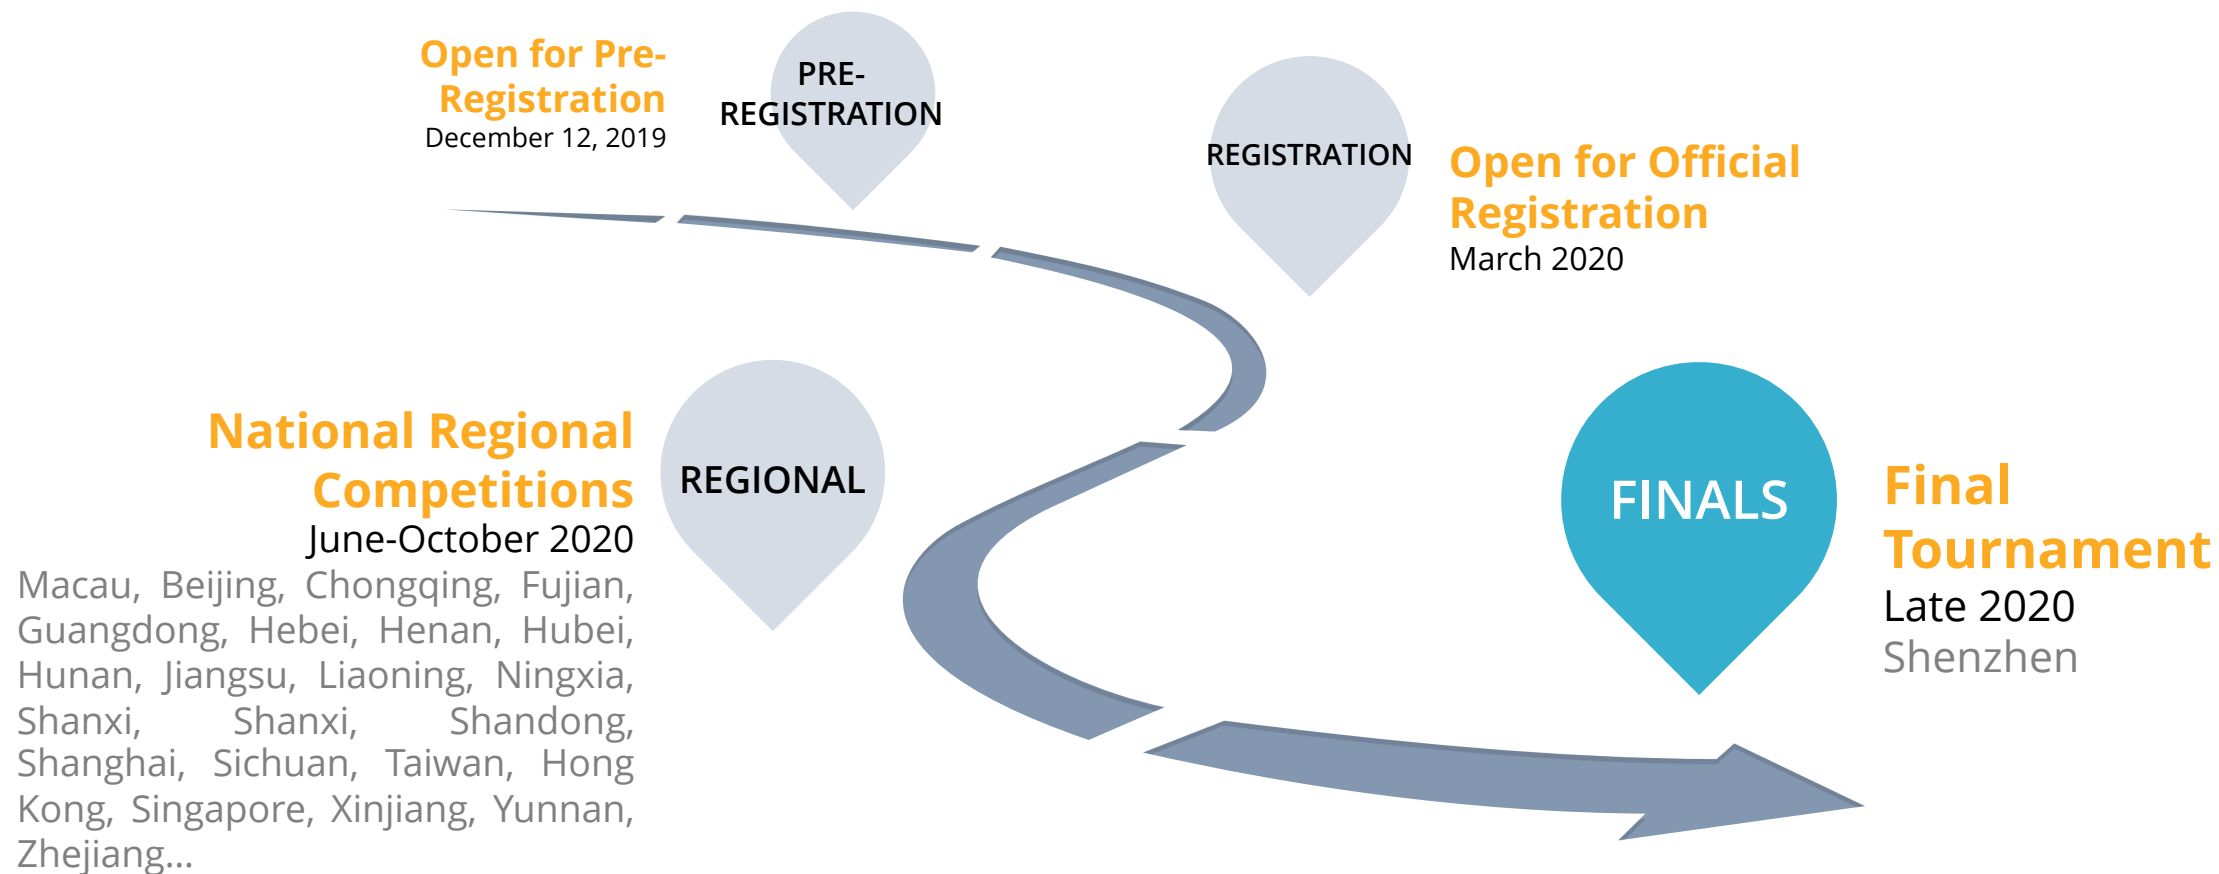 Open for Pre-
Registration
December 12, 2019
PRE-
REGISTRATION
REGISTRATION
Open for Official
Registration
March 2020
National Regional
Competitions
June-October 2020
Macau, Beijing, Chongqing, Fujian,
Guangdong, Hebei, Henan, Hubei,
Hunan, Jiangsu, Liaoning, Ningxia,
Shanxi, Shanxi, Shandong,
Shanghai, Sichuan, Taiwan, Hong
Kong, Singapore, Xinjiang, Yunnan,
Zhejiang...
REGIONAL
FINALS
Final
Tournament
Late 2020
Shenzhen